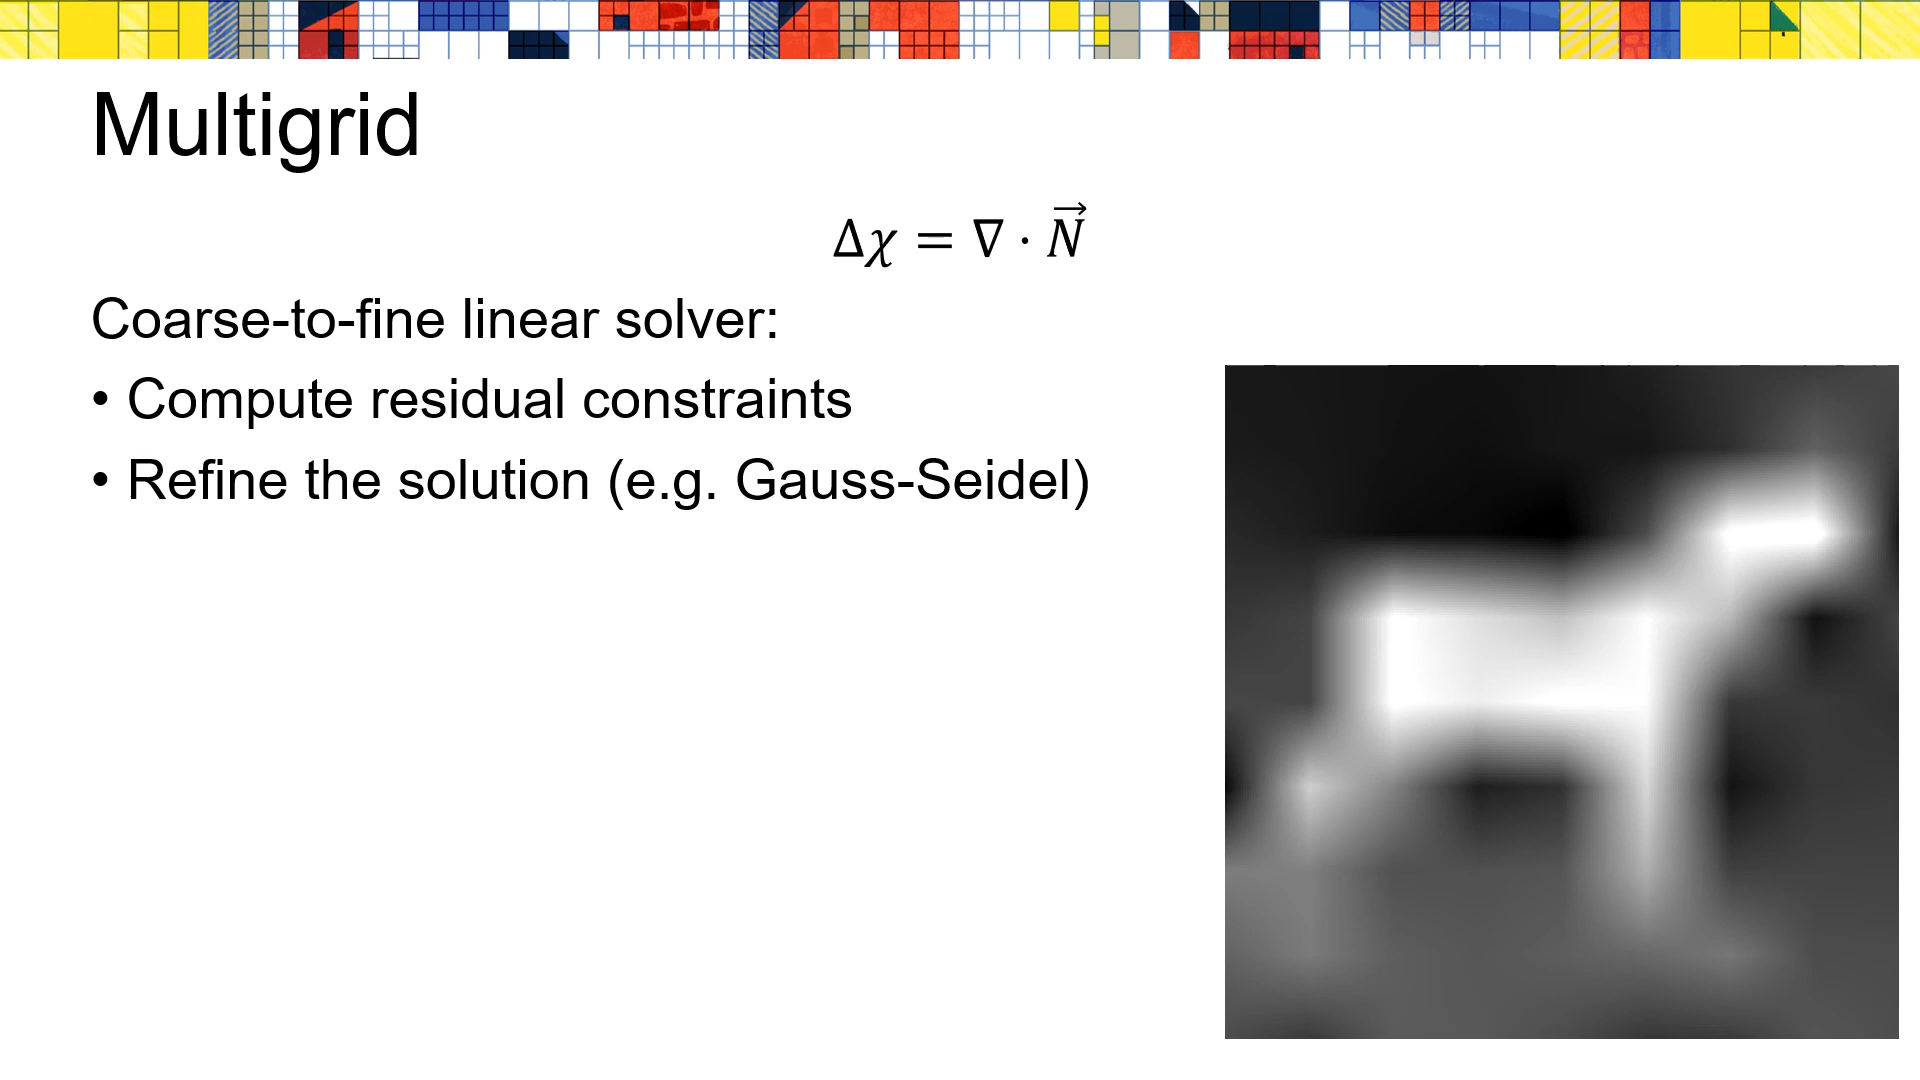 Multigrid
Δχ = ∇ · N⃗
Coarse-to-fine linear solver:
• Compute residual constraints
• Refine the solution (e.g. Gauss-Seidel)